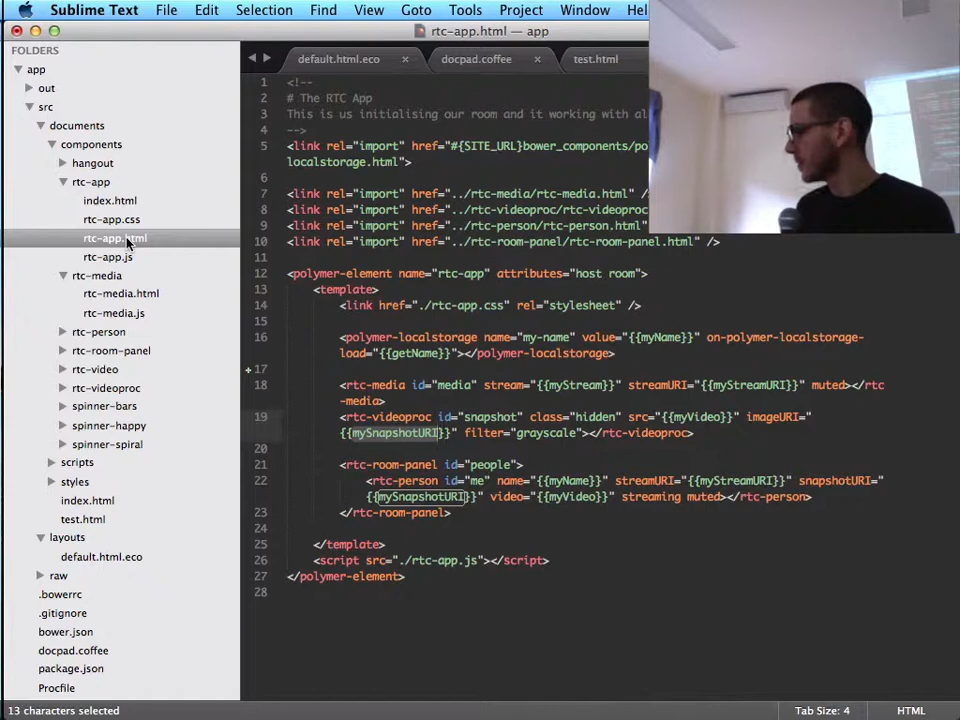 Sublime Text File Edit Selection Find View Goto Tools Project Window Hel
rtc-app.html — app
FOLDERS
app
out
src
documents
components
hangout
rtc-app
index.html
rtc-app.css
rtc-app.html
rtc-app.js
rtc-media
rtc-media.html
rtc-media.js
rtc-person
rtc-room-panel
rtc-video
rtc-videoproc
spinner-bars
spinner-happy
spinner-spiral
scripts
styles
index.html
test.html
layouts
default.html.eco
raw
.bowerrc
.gitignore
bower.json
docpad.coffee
package.json
Procfile
default.html.eco × docpad.coffee × test.html
1 <!--
2 # The RTC App
3 This is us initialising our room and it working with al
4 -->
5 <link rel="import" href="#{SITE_URL}bower_components/po
localstorage.html">
6
7 <link rel="import" href="../rtc-media/rtc-media.html" /
8 <link rel="import" href="../rtc-videoproc/rtc-videoproc
9 <link rel="import" href="../rtc-person/rtc-person.html"
10 <link rel="import" href="../rtc-room-panel/rtc-room-panel.html" />
11
12 <polymer-element name="rtc-app" attributes="host room">
13 <template>
14 <link href="./rtc-app.css" rel="stylesheet" />
15
16 <polymer-localstorage name="my-name" value="{{myName}}" on-polymer-localstorage-
load="{{getName}}"></polymer-localstorage>
17
18 <rtc-media id="media" stream="{{myStream}}" streamURI="{{myStreamURI}}" muted></rtc
-media>
19 <rtc-videoproc id="snapshot" class="hidden" src="{{myVideo}}" imageURI="
{{mySnapshotURI}}" filter="grayscale"></rtc-videoproc>
20
21 <rtc-room-panel id="people">
22 <rtc-person id="me" name="{{myName}}" streamURI="{{myStreamURI}}" snapshotURI="
{{mySnapshotURI}}" video="{{myVideo}}" streaming muted></rtc-person>
23 </rtc-room-panel>
24
25 </template>
26 <script src="./rtc-app.js"></script>
27 </polymer-element>
28
13 characters selected Tab Size: 4 HTML